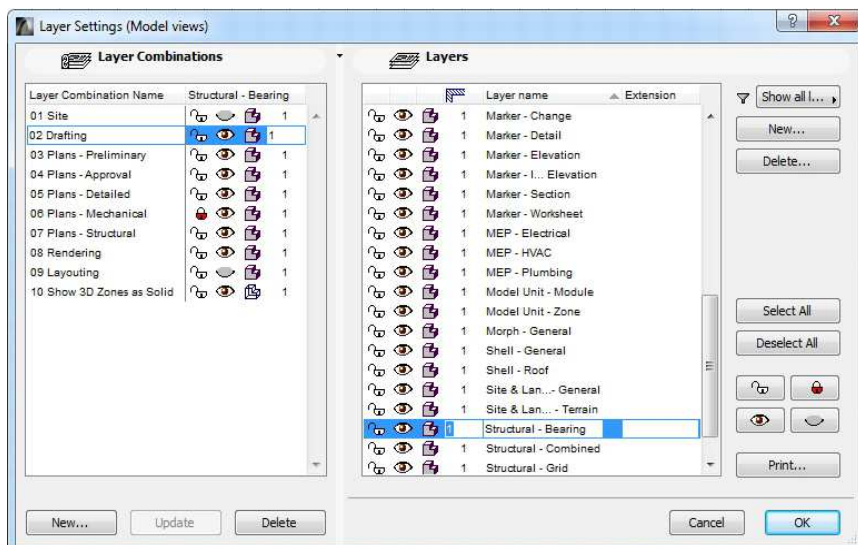 Layer Settings (Model views)
Layer Combinations
Layers
Layer Combination Name Structural - Bearing
01 Site 1
02 Drafting 1
03 Plans - Preliminary 1
04 Plans - Approval 1
05 Plans - Detailed 1
06 Plans - Mechanical 1
07 Plans - Structural 1
08 Rendering 1
09 Layouting 1
10 Show 3D Zones as Solid 1
New...
Update
Delete
Layer name Extension
1 Marker - Change
1 Marker - Detail
1 Marker - Elevation
1 Marker - I... Elevation
1 Marker - Section
1 Marker - Worksheet
1 MEP - Electrical
1 MEP - HVAC
1 MEP - Plumbing
1 Model Unit - Module
1 Model Unit - Zone
1 Morph - General
1 Shell - General
1 Shell - Roof
1 Site & Lan...- General
1 Site & Lan... - Terrain
1 Structural - Bearing
1 Structural - Combined
1 Structural - Grid
Show all l...
New...
Delete...
Select All
Deselect All
Print...
Cancel
OK